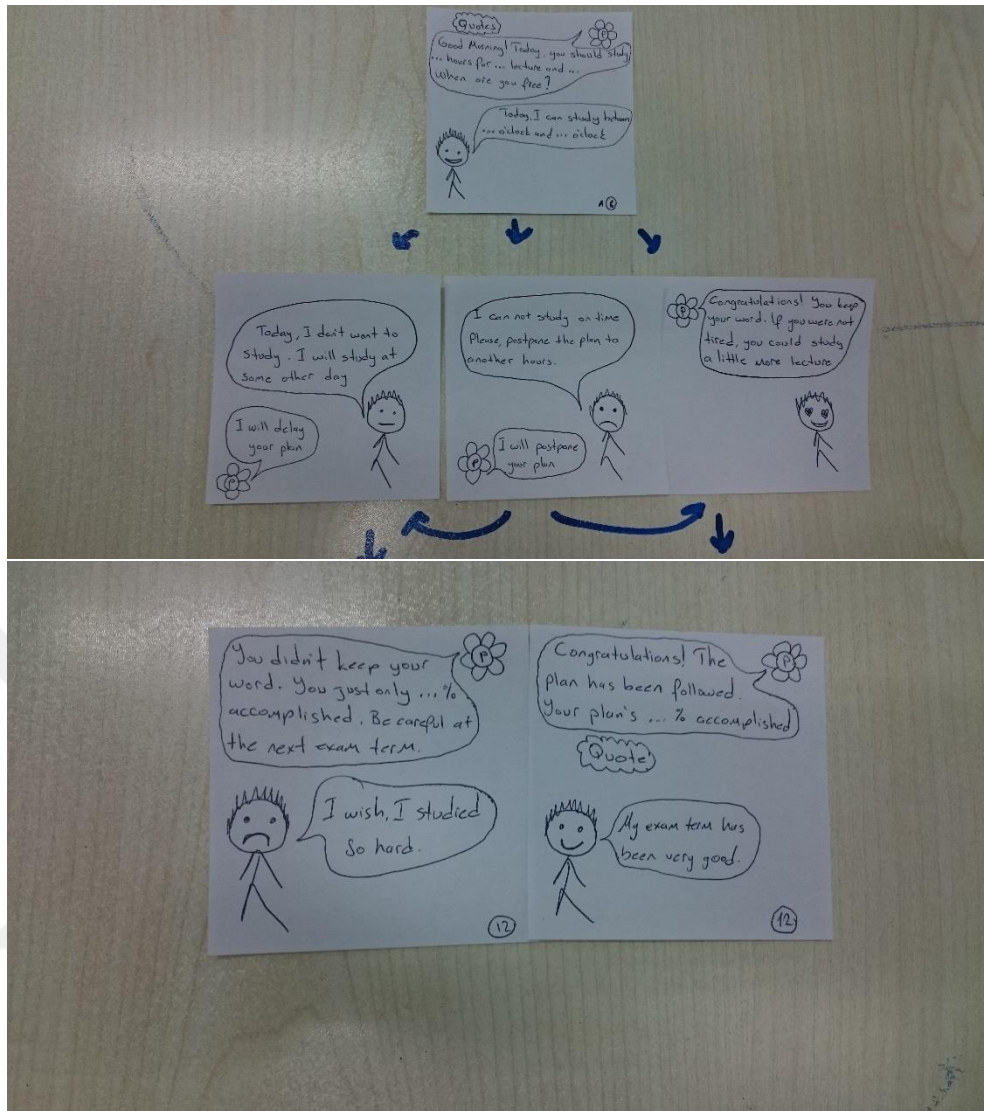 Quotes
P
Good Morning! Today, you should study
... hours for ... lecture and ...
When are you free?
Today, I can study between
... o'clock and ... o'clock
A 6
Today, I don't want to
study. I will study at
some other day
I will delay
your plan
P
I can not study on time
Please, postpone the plan to
another hours.
I will postpone
your plan
P
P
Congratulations! You keep
your word. If you were not
tired, you could study
a little more lecture
You didn't keep your
word. You just only ... %
accomplished. Be careful at
the next exam term.
P
I wish, I studied
so hard.
12
Congratulations! The
plan has been followed.
Your plan's ... % accomplished
P
Quote
My exam term has
been very good.
12